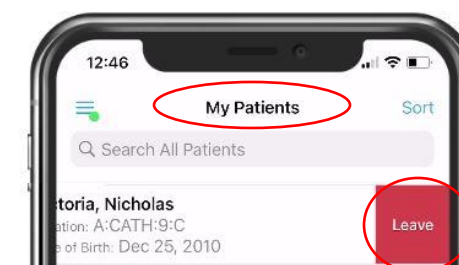 12:46
My Patients
Sort
Search All Patients
toria, Nicholas
ation: A:CATH:9:C
e of Birth: Dec 25, 2010
Leave